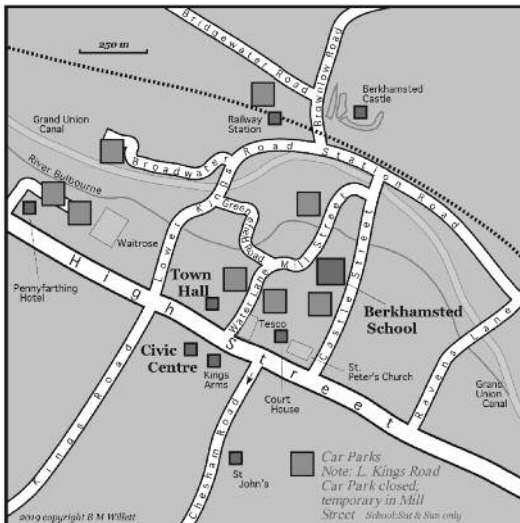 250 m
Bridgewater Road
Brownlow Road
Berkhamsted
Castle
Railway
Station
Grand Union
Canal
River Bulbourne
Broadwater
Lower Kings Road
Station Road
Green
Field
Road
Mill Street
Waitrose
Pennyfarthing
Hotel
High Street
Town
Hall
Water Lane
Tesco
Castle Street
Berkhamsted
School
Ravens Lane
Civic
Centre
Kings
Arms
Court
House
St.
Peter's Church
Grand
Union
Canal
Kings Road
Chesham Road
St
John's
Car Parks
Note: L. Kings Road
Car Park closed,
temporary in Mill
Street School:Sat & Sun only
2019 copyright B M Willett